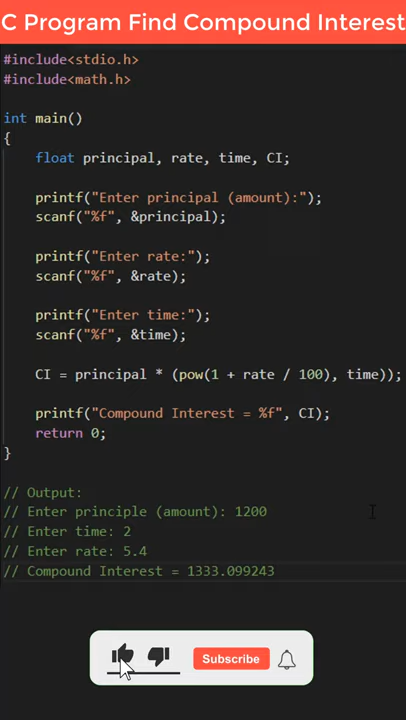 C Program Find Compound Interest
#include<stdio.h>
#include<math.h>
int main()
{
float principal, rate, time, CI;
printf("Enter principal (amount):");
scanf("%f", &principal);
printf("Enter rate:");
scanf("%f", &rate);
printf("Enter time:");
scanf("%f", &time);
CI = principal * (pow(1 + rate / 100), time));
printf("Compound Interest = %f", CI);
return 0;
}
// Output:
// Enter principle (amount): 1200
// Enter time: 2
// Enter rate: 5.4
// Compound Interest = 1333.099243
Subscribe